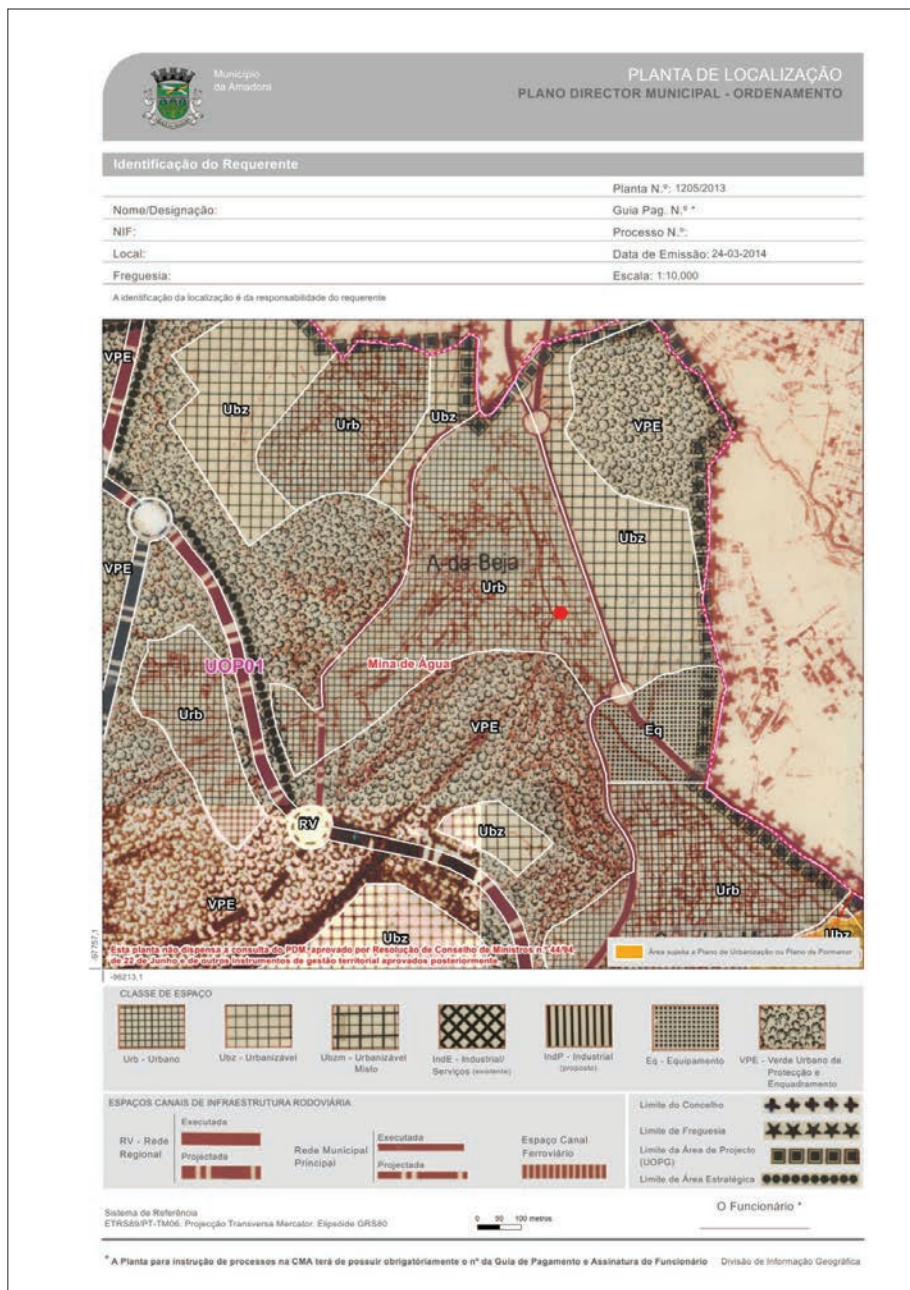 Município
da Amadora
PLANTA DE LOCALIZAÇÃO
PLANO DIRECTOR MUNICIPAL - ORDENAMENTO
Identificação do Requerente
Planta N.º: 1205/2013
Nome/Designação:
Guia Pag. N.º *
NIF:
Processo N.º:
Local:
Data de Emissão: 24-03-2014
Freguesia:
Escala: 1:10,000
A identificação da localização é da responsabilidade do requerente
VPE
Ubz
Urb
Ubz
VPE
Ubz
A-da-Beja
Urb
VPE
UOP01
Mina de Água
Urb
VPE
Eq
RV
Ubz
Urb
VPE
Ubz
Ubz
Esta planta não dispensa a consulta do PDM, aprovado por Resolução de Conselho de Ministros n.º 44/94
de 22 de Junho e de outros instrumentos de gestão territorial aprovados posteriormente
Área sujeita a Plano de Urbanização ou Plano de Pormenor
-97757,1
-96213,1
CLASSE DE ESPAÇO
Urb - Urbano
Ubz - Urbanizável
Ubzm - Urbanizável
Misto
IndE - Industrial/
Serviços (existente)
IndP - Industrial
(proposto)
Eq - Equipamento
VPE - Verde Urbano de
Protecção e
Enquadramento
ESPAÇOS CANAIS DE INFRAESTRUTURA RODOVIÁRIA
RV - Rede
Regional
Executada
Projectada
Rede Municipal
Principal
Executada
Projectada
Espaço Canal
Ferroviário
Limite do Concelho
Limite de Freguesia
Limite da Área de Projecto
(UOPG)
Limite de Área Estratégica
Sistema de Referência
ETRS89/PT-TM06. Projecção Transversa Mercator. Elipsóide GRS80
0 50 100 metros
O Funcionário *
* A Planta para instrução de processos na CMA terá de possuir obrigatóriamente o nº da Guia de Pagamento e Assinatura do Funcionário
Divisão de Informação Geográfica